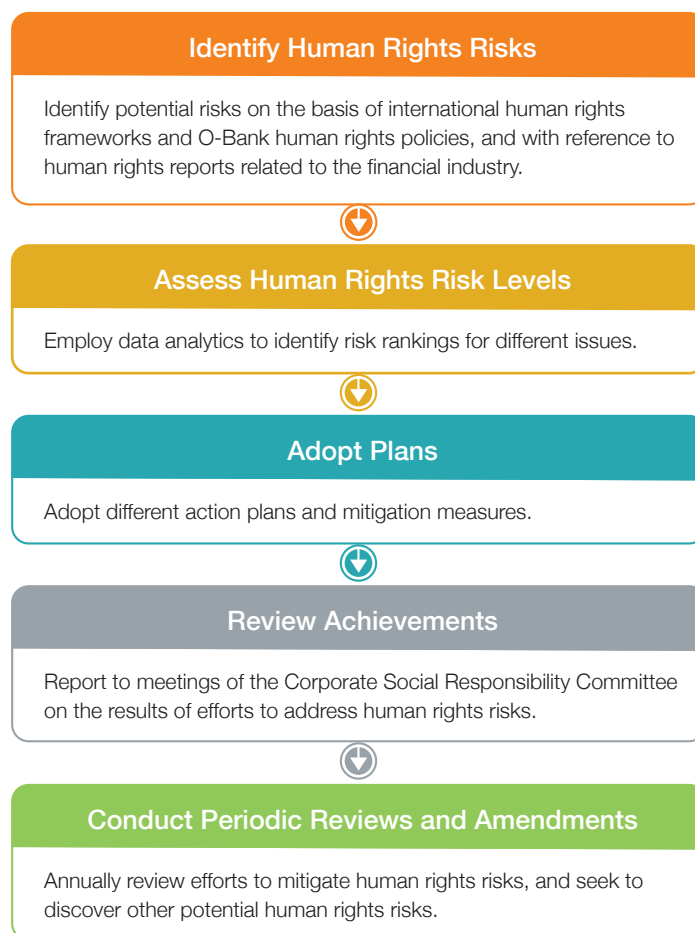 Identify Human Rights Risks
Identify potential risks on the basis of international human rights
frameworks and O-Bank human rights policies, and with reference to
human rights reports related to the financial industry.
Assess Human Rights Risk Levels
Employ data analytics to identify risk rankings for different issues.
Adopt Plans
Adopt different action plans and mitigation measures.
Review Achievements
Report to meetings of the Corporate Social Responsibility Committee
on the results of efforts to address human rights risks.
Conduct Periodic Reviews and Amendments
Annually review efforts to mitigate human rights risks, and seek to
discover other potential human rights risks.